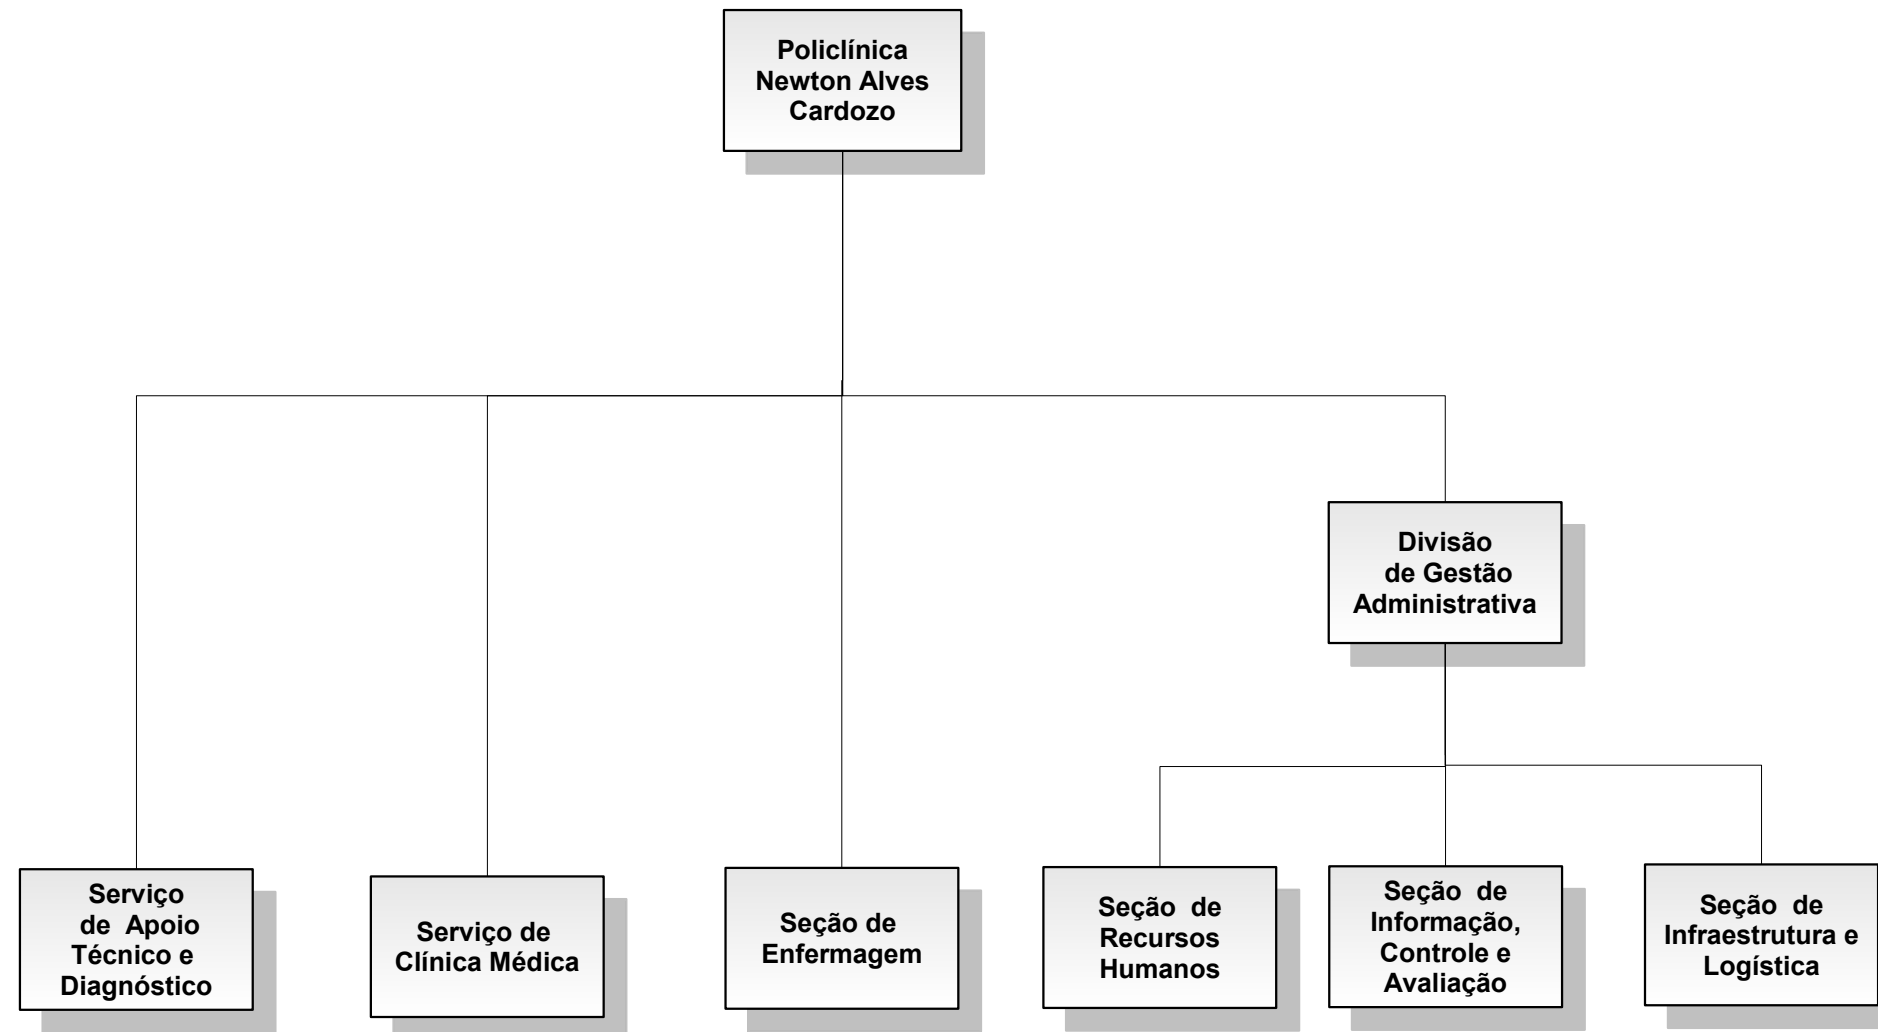 Policlínica
Newton Alves
Cardozo
Divisão
de Gestão
Administrativa
Serviço
de Apoio
Técnico e
Diagnóstico
Serviço de
Clínica Médica
Seção de
Enfermagem
Seção de
Recursos
Humanos
Seção de
Informação,
Controle e
Avaliação
Seção de
Infraestrutura e
Logística